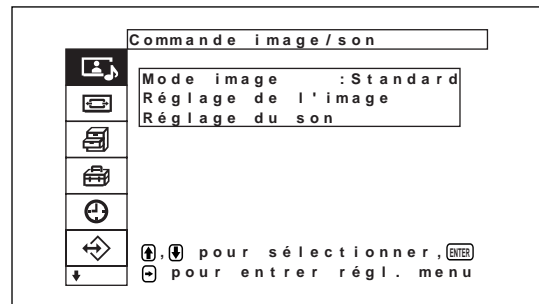 Commande image/son
Mode image :Standard
Réglage de l'image
Réglage du son
, pour sélectionner, ENTER
pour entrer régl. menu